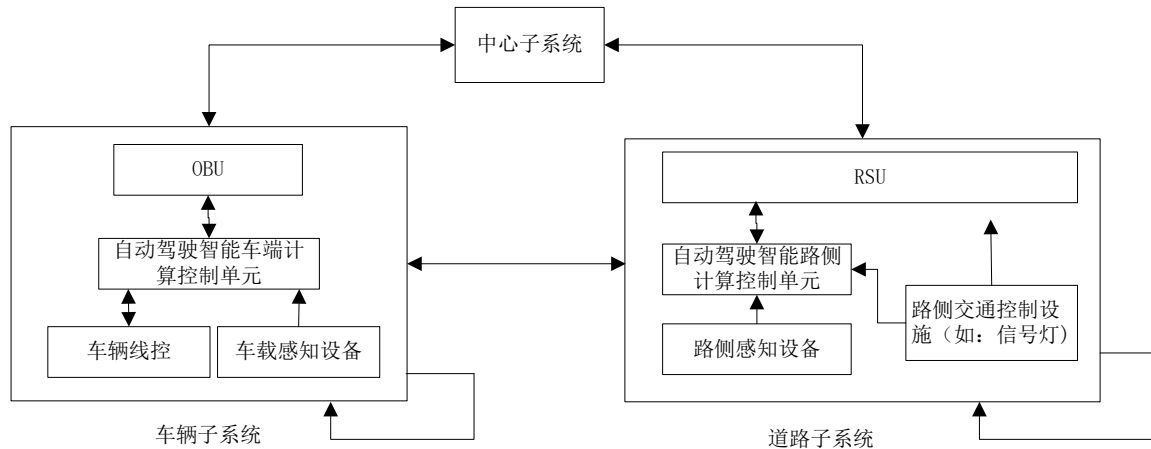 中心子系统
OBU
自动驾驶智能车端计
算控制单元
车辆线控
车载感知设备
车辆子系统
RSU
自动驾驶智能路侧
计算控制单元
路侧感知设备
路侧交通控制设
施（如：信号灯)
道路子系统